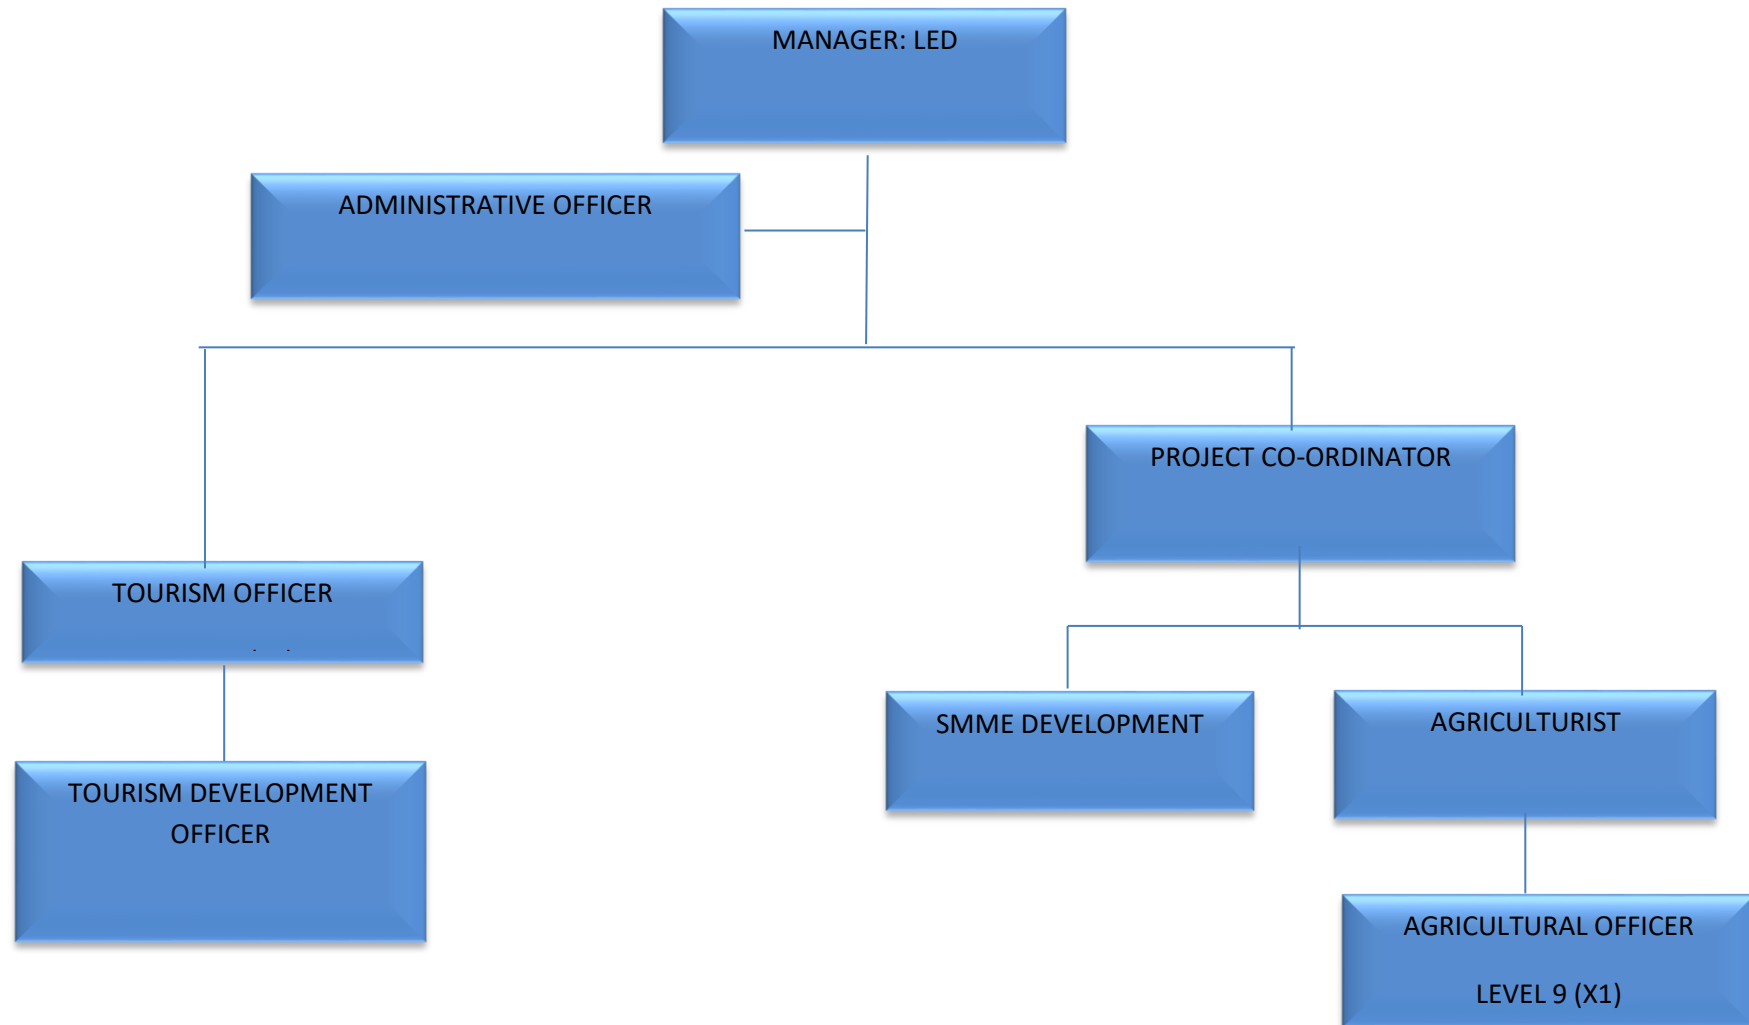 MANAGER: LED
ADMINISTRATIVE OFFICER
PROJECT CO-ORDINATOR
TOURISM OFFICER
SMME DEVELOPMENT
AGRICULTURIST
TOURISM DEVELOPMENT
OFFICER
AGRICULTURAL OFFICER
LEVEL 9 (X1)